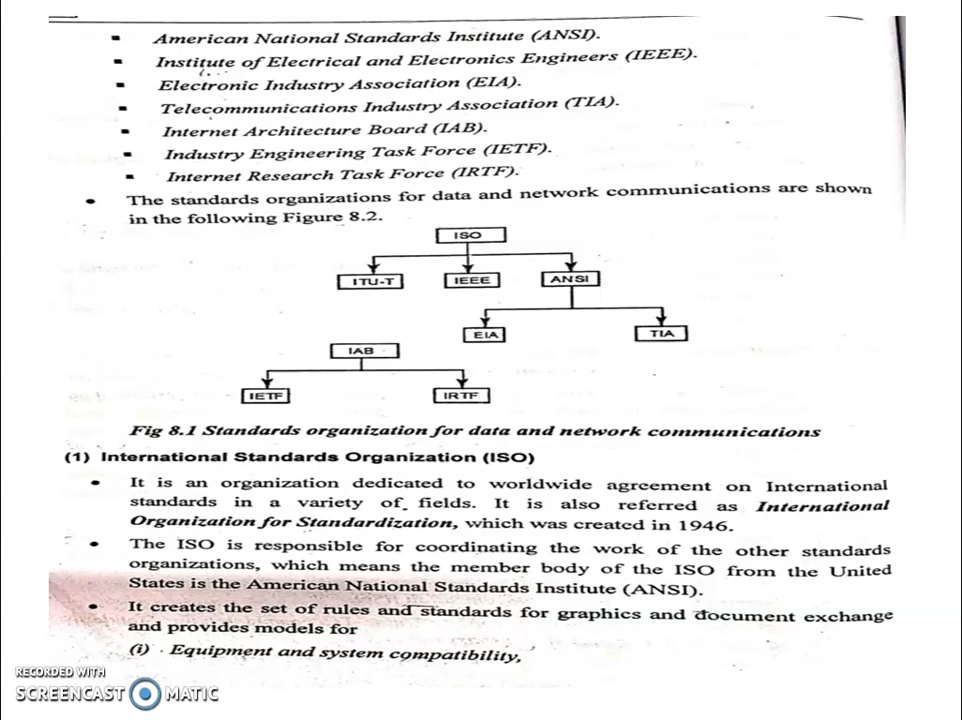 ▪ American National Standards Institute (ANSI).
▪ Institute of Electrical and Electronics Engineers (IEEE).
▪ Electronic Industry Association (EIA).
▪ Telecommunications Industry Association (TIA).
▪ Internet Architecture Board (IAB).
▪ Industry Engineering Task Force (IETF).
▪ Internet Research Task Force (IRTF).
• The standards organizations for data and network communications are shown
in the following Figure 8.2.
ISO
ITU-T IEEE ANSI
EIA TIA
IAB
IETF IRTF
Fig 8.1 Standards organization for data and network communications
(1) International Standards Organization (ISO)
• It is an organization dedicated to worldwide agreement on International
standards in a variety of fields. It is also referred as International
Organization for Standardization, which was created in 1946.
• The ISO is responsible for coordinating the work of the other standards
organizations, which means the member body of the ISO from the United
States is the American National Standards Institute (ANSI).
• It creates the set of rules and standards for graphics and document exchange
and provides models for
(i) Equipment and system compatibility,
RECORDED WITH
SCREENCAST MATIC